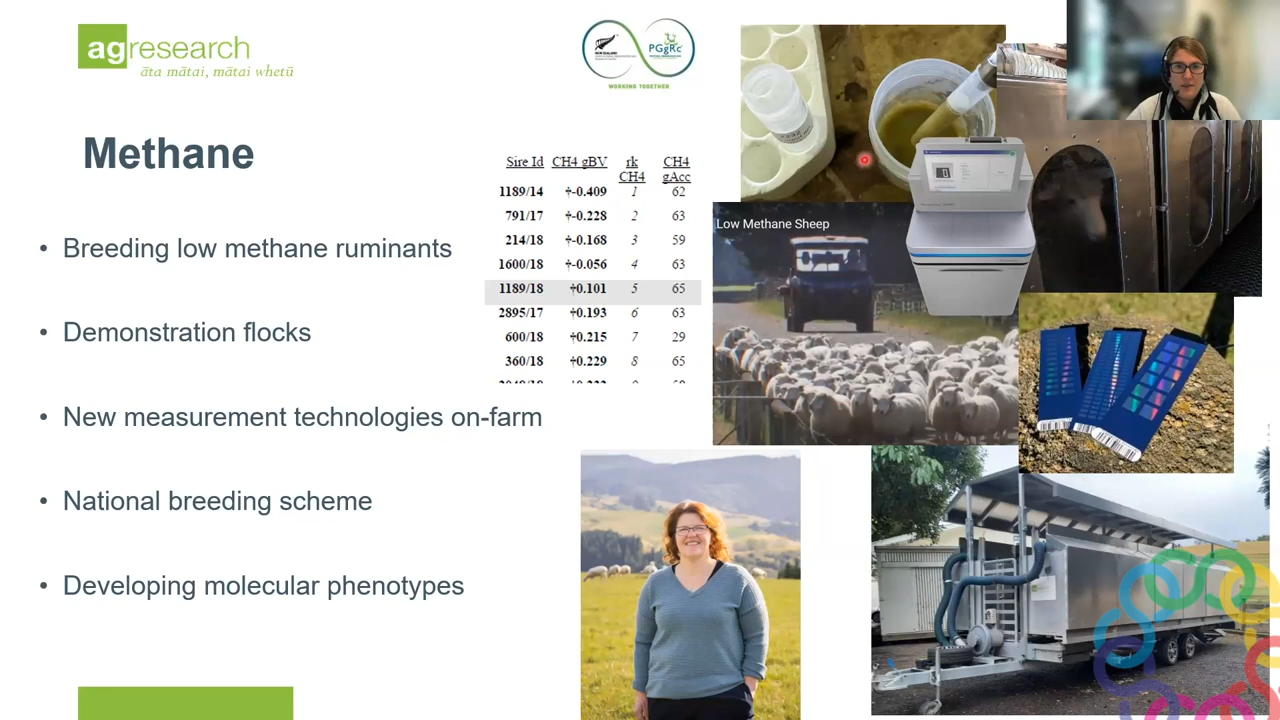 agresearch
āta mātai, mātai whetū
NEW ZEALAND
PGgRc
WORKING TOGETHER
Methane
Sire Id CH4 gBV rk CH4 CH4 gAcc
1189/14 †-0.409 1 62
791/17 †-0.228 2 63
214/18 †-0.168 3 59
1600/18 †-0.056 4 63
1189/18 †0.101 5 65
2895/17 †0.193 6 63
600/18 †0.215 7 29
360/18 †0.229 8 65
Breeding low methane ruminants
Demonstration flocks
New measurement technologies on-farm
National breeding scheme
Developing molecular phenotypes
Low Methane Sheep